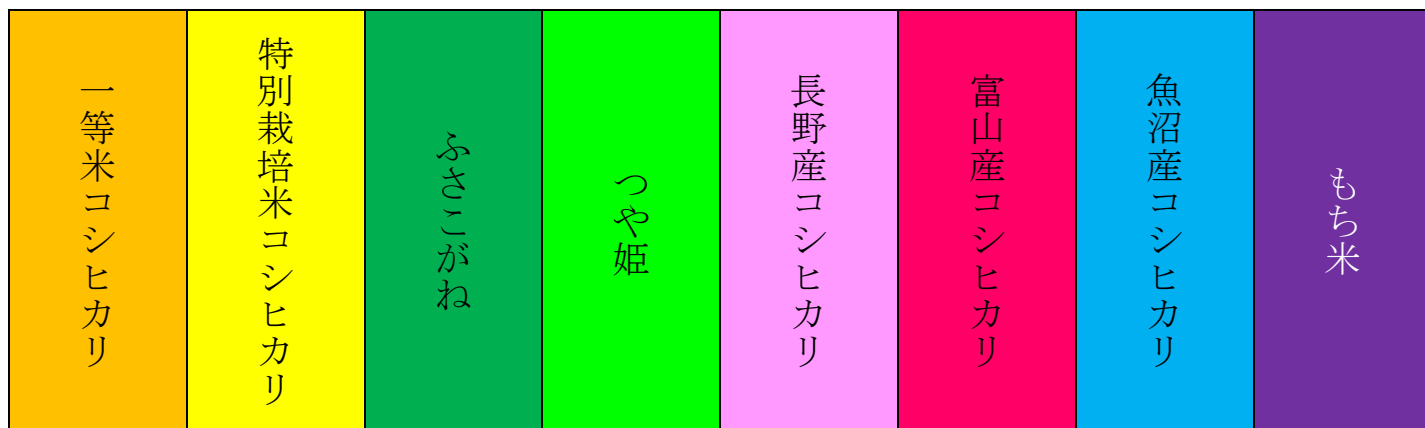 一等米コシヒカリ
特別栽培米コシヒカリ
ふさこがね
つや姫
長野産コシヒカリ
富山産コシヒカリ
魚沼産コシヒカリ
もち米